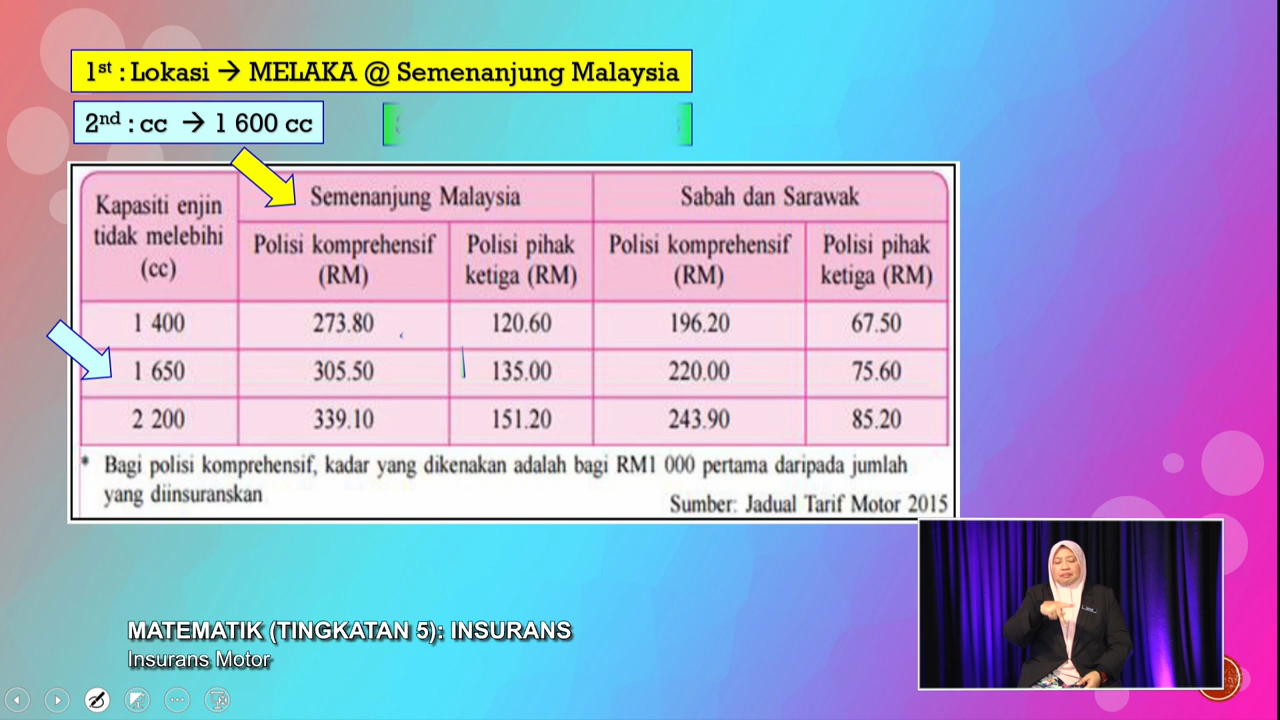 1st : Lokasi → MELAKA @ Semenanjung Malaysia
2nd : cc → 1 600 cc
Kapasiti enjin
tidak melebihi
(cc)
Semenanjung Malaysia
Sabah dan Sarawak
Polisi komprehensif
(RM)
Polisi pihak
ketiga (RM)
Polisi komprehensif
(RM)
Polisi pihak
ketiga (RM)
1 400 273.80 120.60 196.20 67.50
1 650 305.50 135.00 220.00 75.60
2 200 339.10 151.20 243.90 85.20
* Bagi polisi komprehensif, kadar yang dikenakan adalah bagi RM1 000 pertama daripada jumlah
yang diinsuranskan
Sumber: Jadual Tarif Motor 2015
MATEMATIK (TINGKATAN 5): INSURANS
Insurans Motor